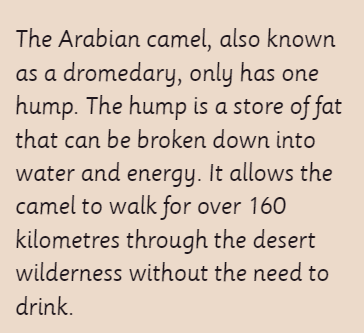 The Arabian camel, also known
as a dromedary, only has one
hump. The hump is a store of fat
that can be broken down into
water and energy. It allows the
camel to walk for over 160
kilometres through the desert
wilderness without the need to
drink.